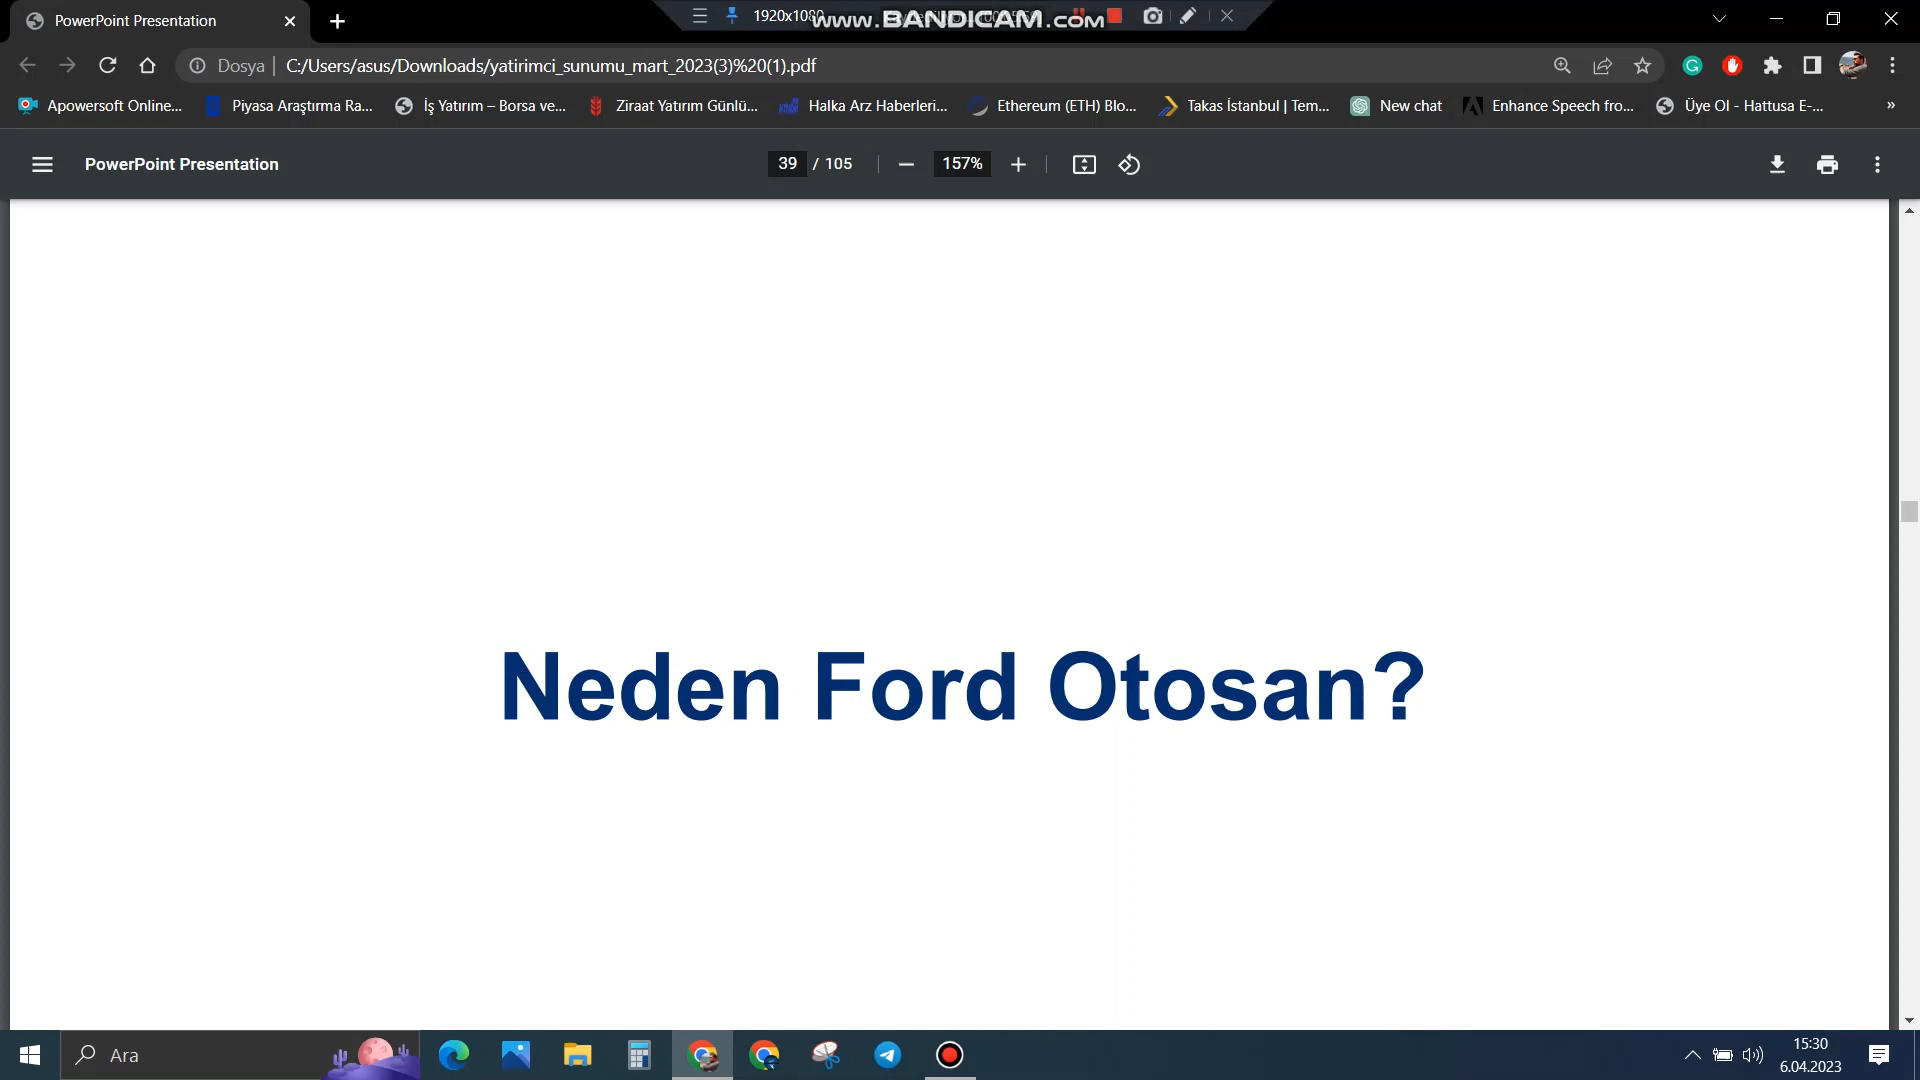 PowerPoint Presentation
1920x1080
www.BANDICAM.com
Dosya
C:/Users/asus/Downloads/yatirimci_sunumu_mart_2023(3)%20(1).pdf
Apowersoft Online...
Piyasa Araştırma Ra...
İş Yatırım – Borsa ve...
Ziraat Yatırım Günlü...
Halka Arz Haberleri...
Ethereum (ETH) Blo...
Takas İstanbul | Tem...
New chat
Enhance Speech fro...
Üye Ol - Hattusa E-...
»
PowerPoint Presentation
39 / 105
157%
Neden Ford Otosan?
Ara
15:30
6.04.2023